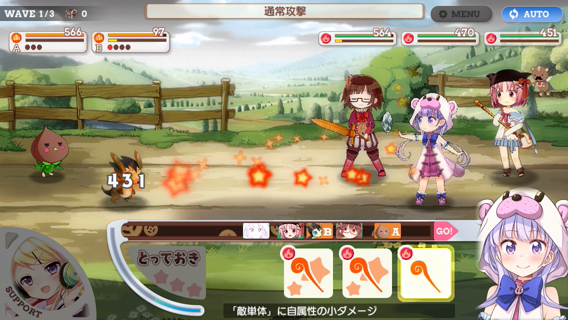 WAVE 1/3 0
通常攻撃
MENU
AUTO
566
A
97
B
564
470
451
431
B A GO!
とっておき
SUPPORT
「敵単体」に自属性の小ダメージ